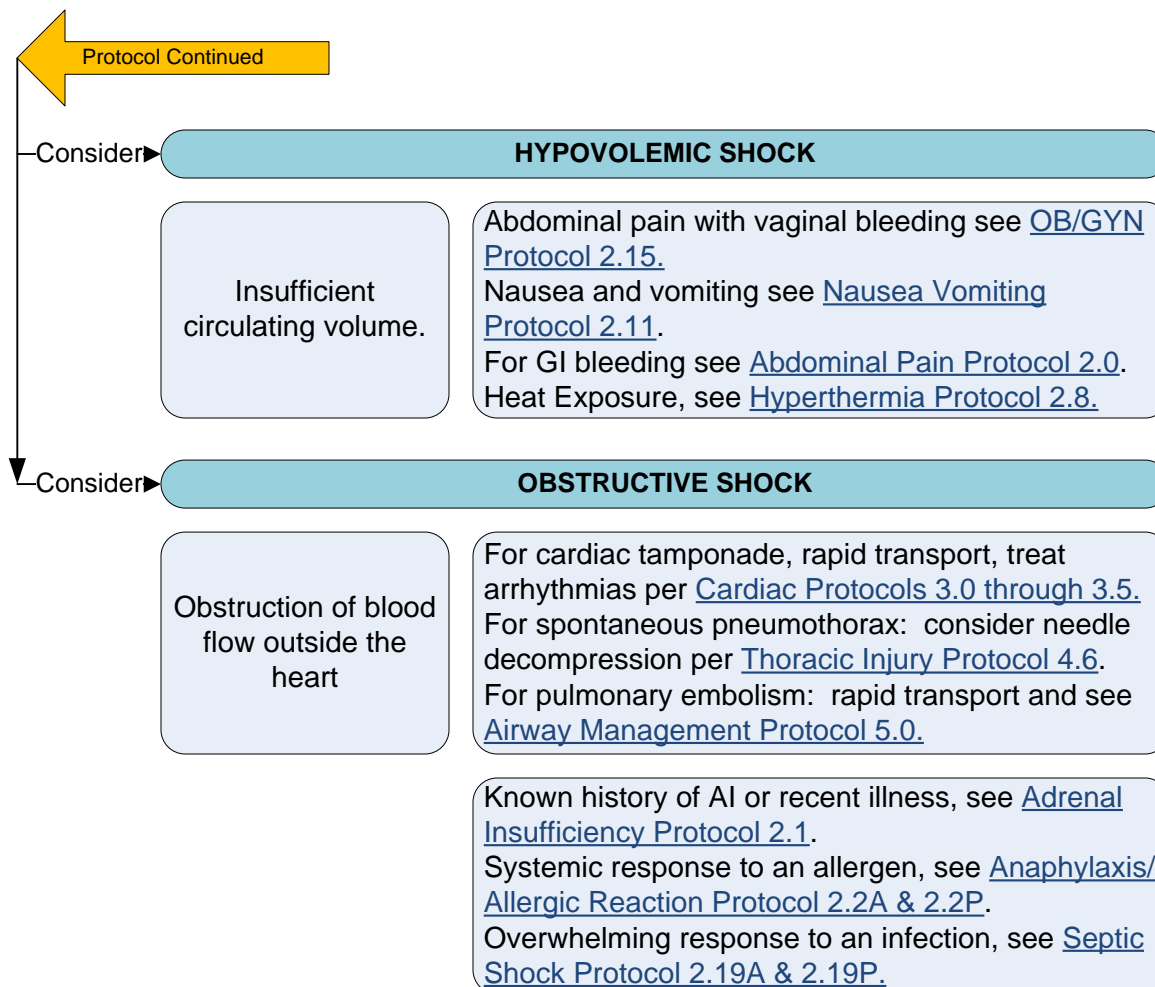 Protocol Continued
Consider
HYPOVOLEMIC SHOCK
Insufficient
circulating volume.
Abdominal pain with vaginal bleeding see OB/GYN
Protocol 2.15.
Nausea and vomiting see Nausea Vomiting
Protocol 2.11.
For GI bleeding see Abdominal Pain Protocol 2.0.
Heat Exposure, see Hyperthermia Protocol 2.8.
Consider
OBSTRUCTIVE SHOCK
Obstruction of blood
flow outside the
heart
For cardiac tamponade, rapid transport, treat
arrhythmias per Cardiac Protocols 3.0 through 3.5.
For spontaneous pneumothorax:  consider needle
decompression per Thoracic Injury Protocol 4.6.
For pulmonary embolism:  rapid transport and see
Airway Management Protocol 5.0.
Known history of AI or recent illness, see Adrenal
Insufficiency Protocol 2.1.
Systemic response to an allergen, see Anaphylaxis/
Allergic Reaction Protocol 2.2A & 2.2P.
Overwhelming response to an infection, see Septic
Shock Protocol 2.19A & 2.19P.